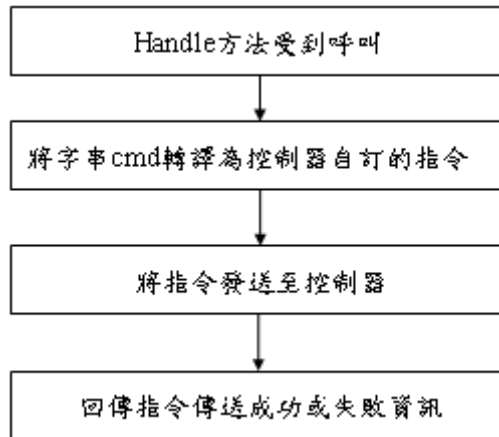 Handle方法受到呼叫
將字串cmd轉譯為控制器自訂的指令
將指令發送至控制器
回傳指令傳送成功或失敗資訊